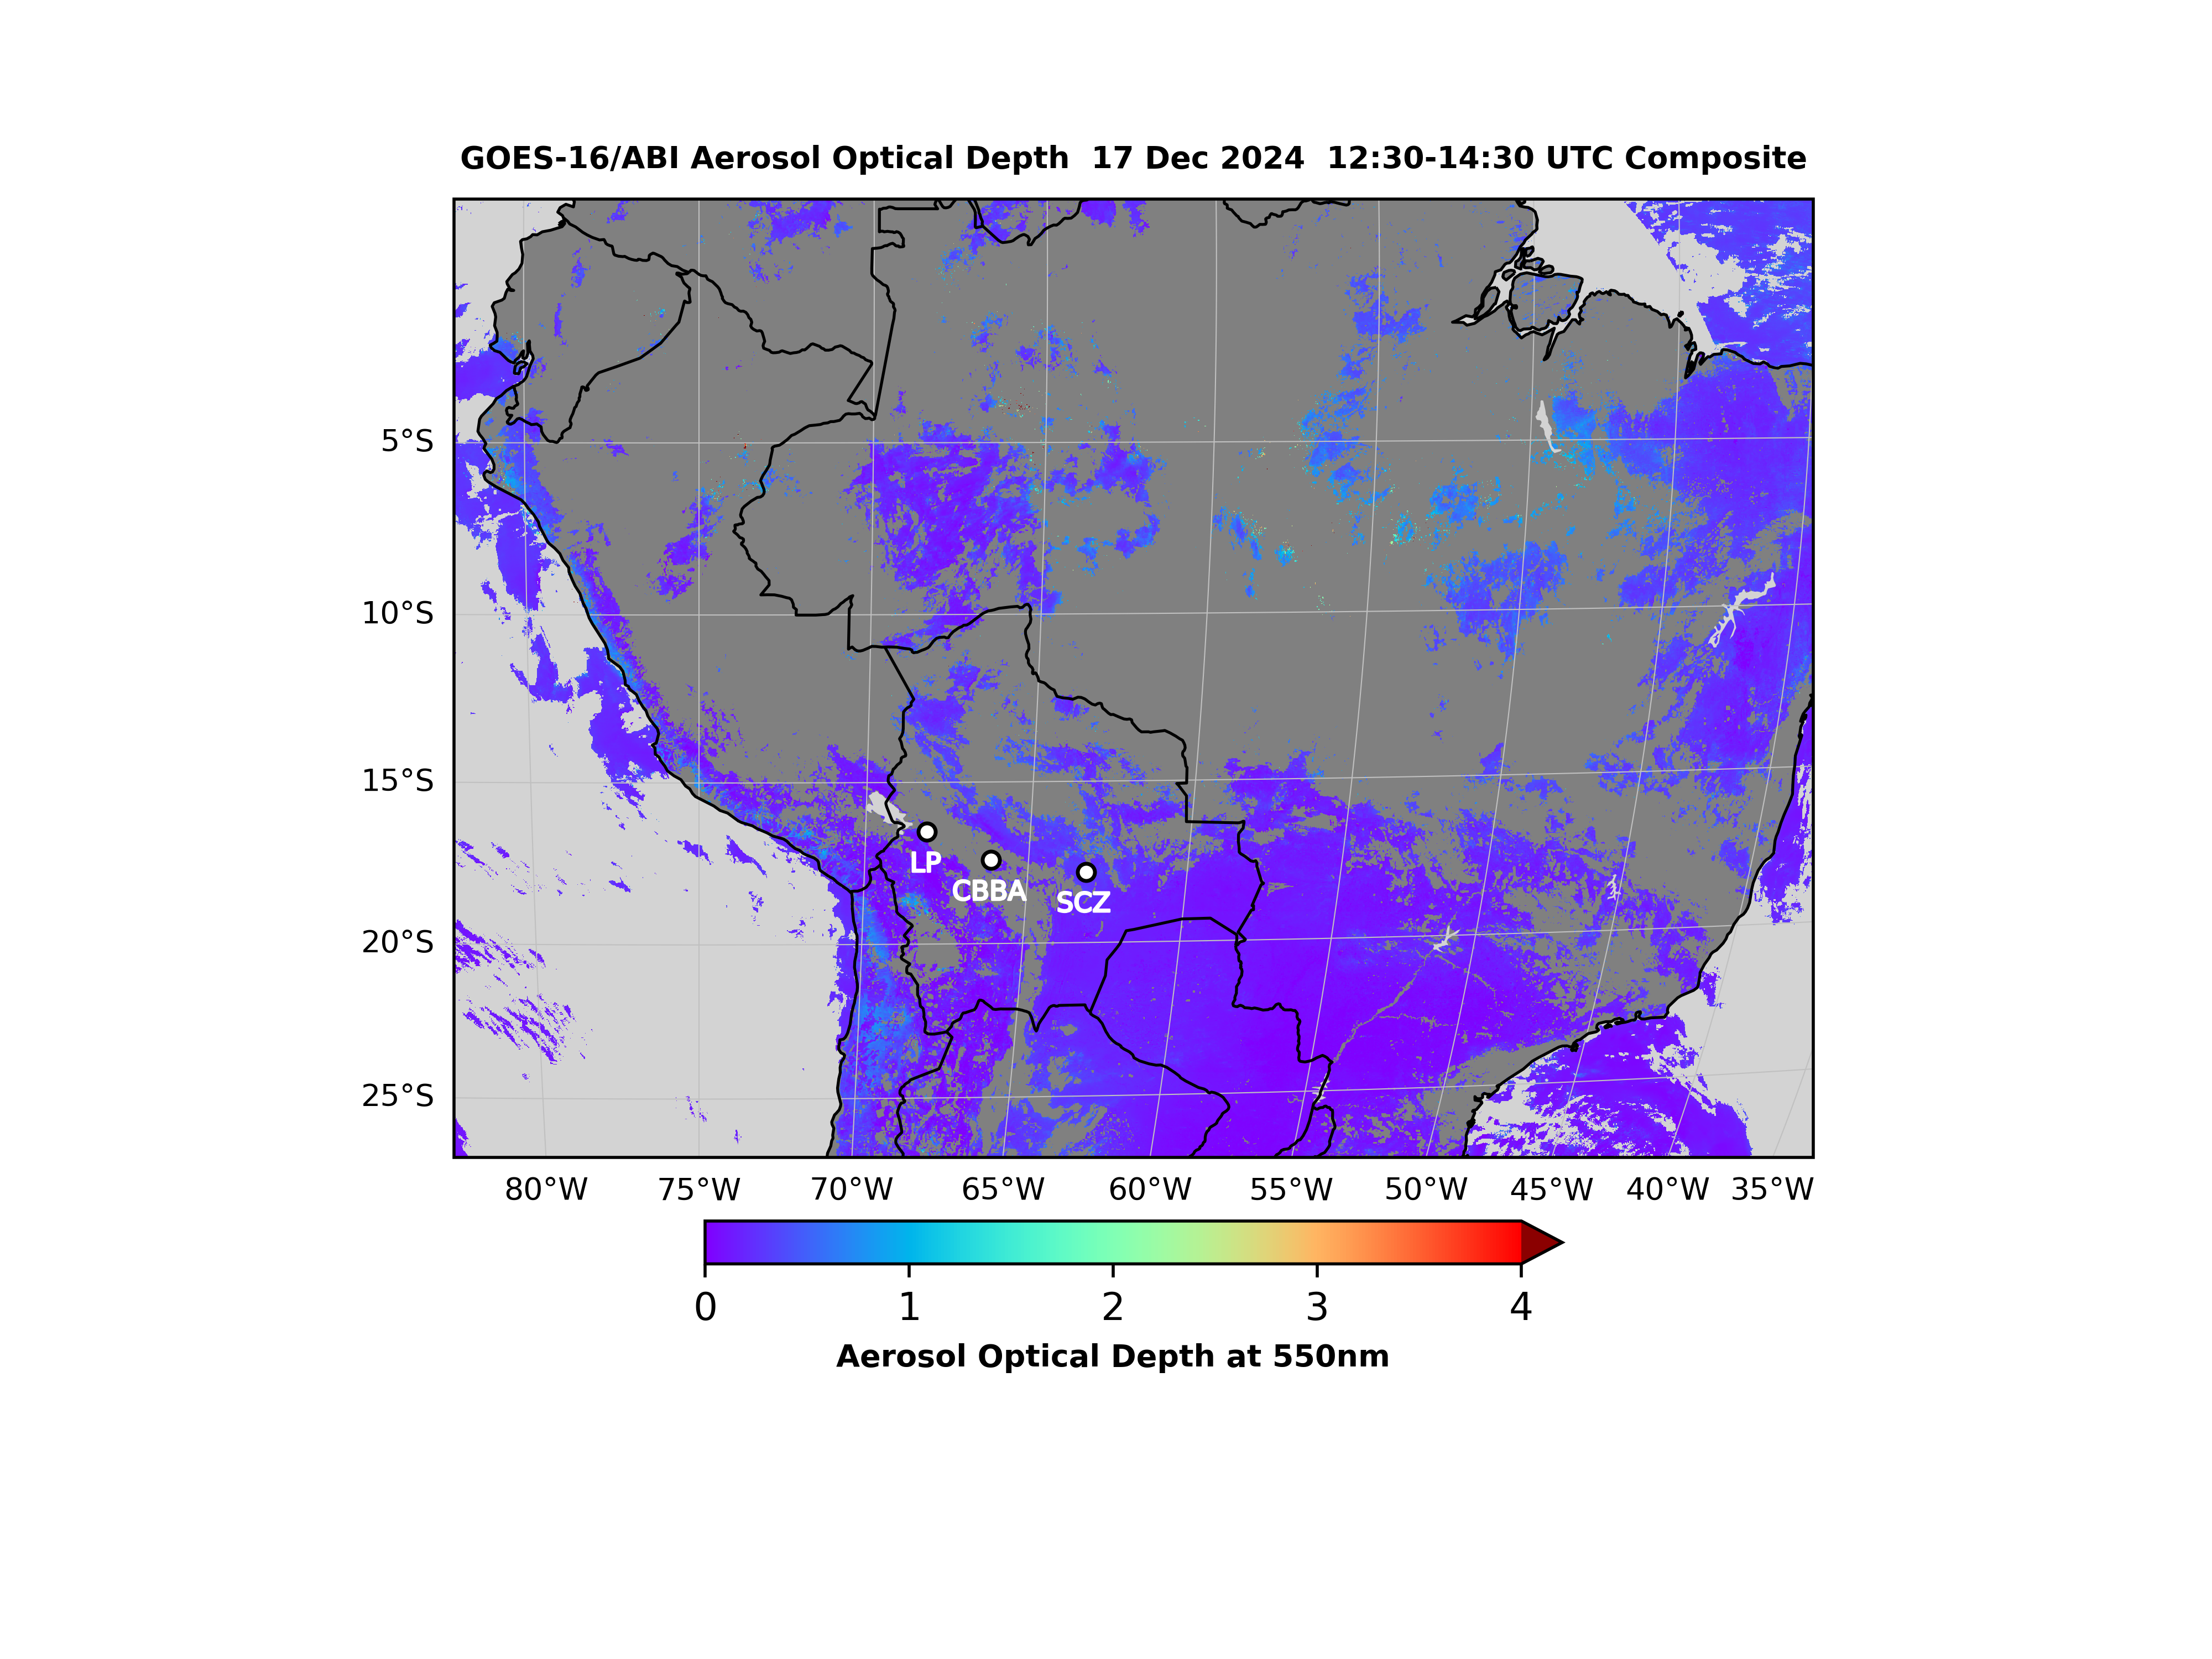 GOES-16/ABI Aerosol Optical Depth  17 Dec 2024  12:30-14:30 UTC Composite
5°S
10°S
15°S
20°S
25°S
LP
CBBA
SCZ
80°W 75°W 70°W 65°W 60°W 55°W 50°W 45°W 40°W 35°W
0 1 2 3 4
Aerosol Optical Depth at 550nm